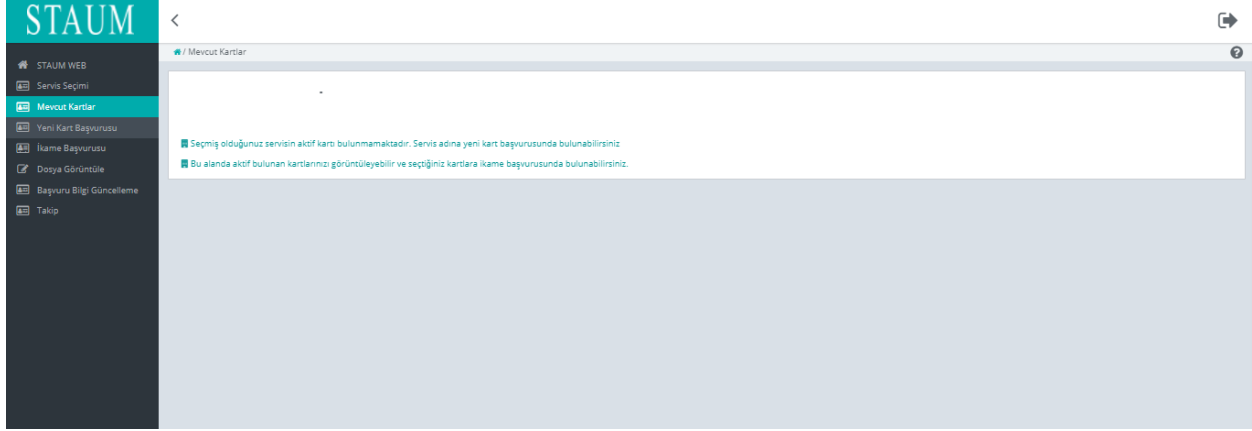 STAUM
/ Mevcut Kartlar
STAUM WEB
Servis Seçimi
Mevcut Kartlar
Yeni Kart Başvurusu
İkame Başvurusu
Dosya Görüntüle
Başvuru Bilgi Güncelleme
Takip
Seçmiş olduğunuz servisin aktif kartı bulunmamaktadır. Servis adına yeni kart başvurusunda bulunabilirsiniz
Bu alanda aktif bulunan kartlarınızı görüntüleyebilir ve seçtiğiniz kartlara ikame başvurusunda bulunabilirsiniz.